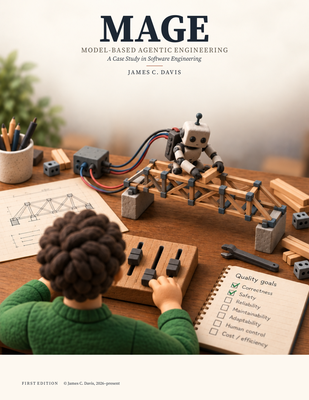 MAGE
MODEL-BASED AGENTIC ENGINEERING
A Case Study in Software Engineering
JAMES C. DAVIS
Quality goals
Correctness
Safety
Reliability
Maintainability
Adaptability
Human control
Cost / efficiency
FIRST EDITION © James C. Davis, 2026–present